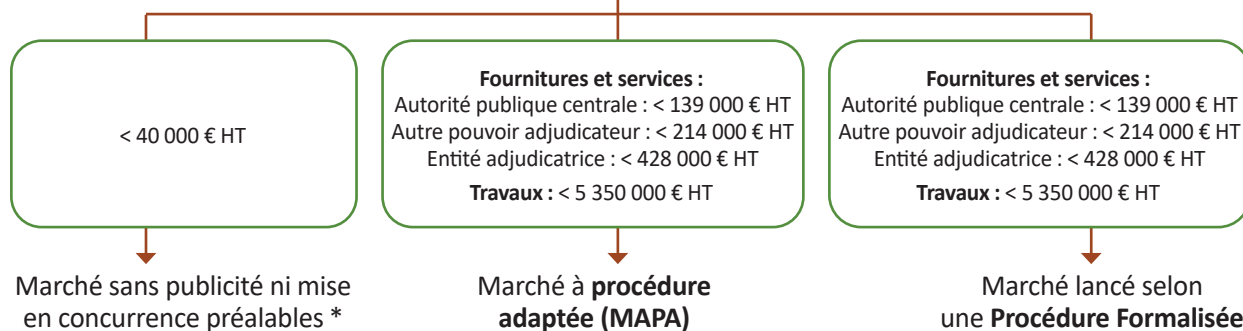 < 40 000 € HT
Fournitures et services :
Autorité publique centrale : < 139 000 € HT
Autre pouvoir adjudicateur : < 214 000 € HT
Entité adjudicatrice : < 428 000 € HT
Travaux : < 5 350 000 € HT
Fournitures et services :
Autorité publique centrale : < 139 000 € HT
Autre pouvoir adjudicateur : < 214 000 € HT
Entité adjudicatrice : < 428 000 € HT
Travaux : < 5 350 000 € HT
Marché sans publicité ni mise
en concurrence préalables *
Marché à procédure
adaptée (MAPA)
Marché lancé selon
une Procédure Formalisée